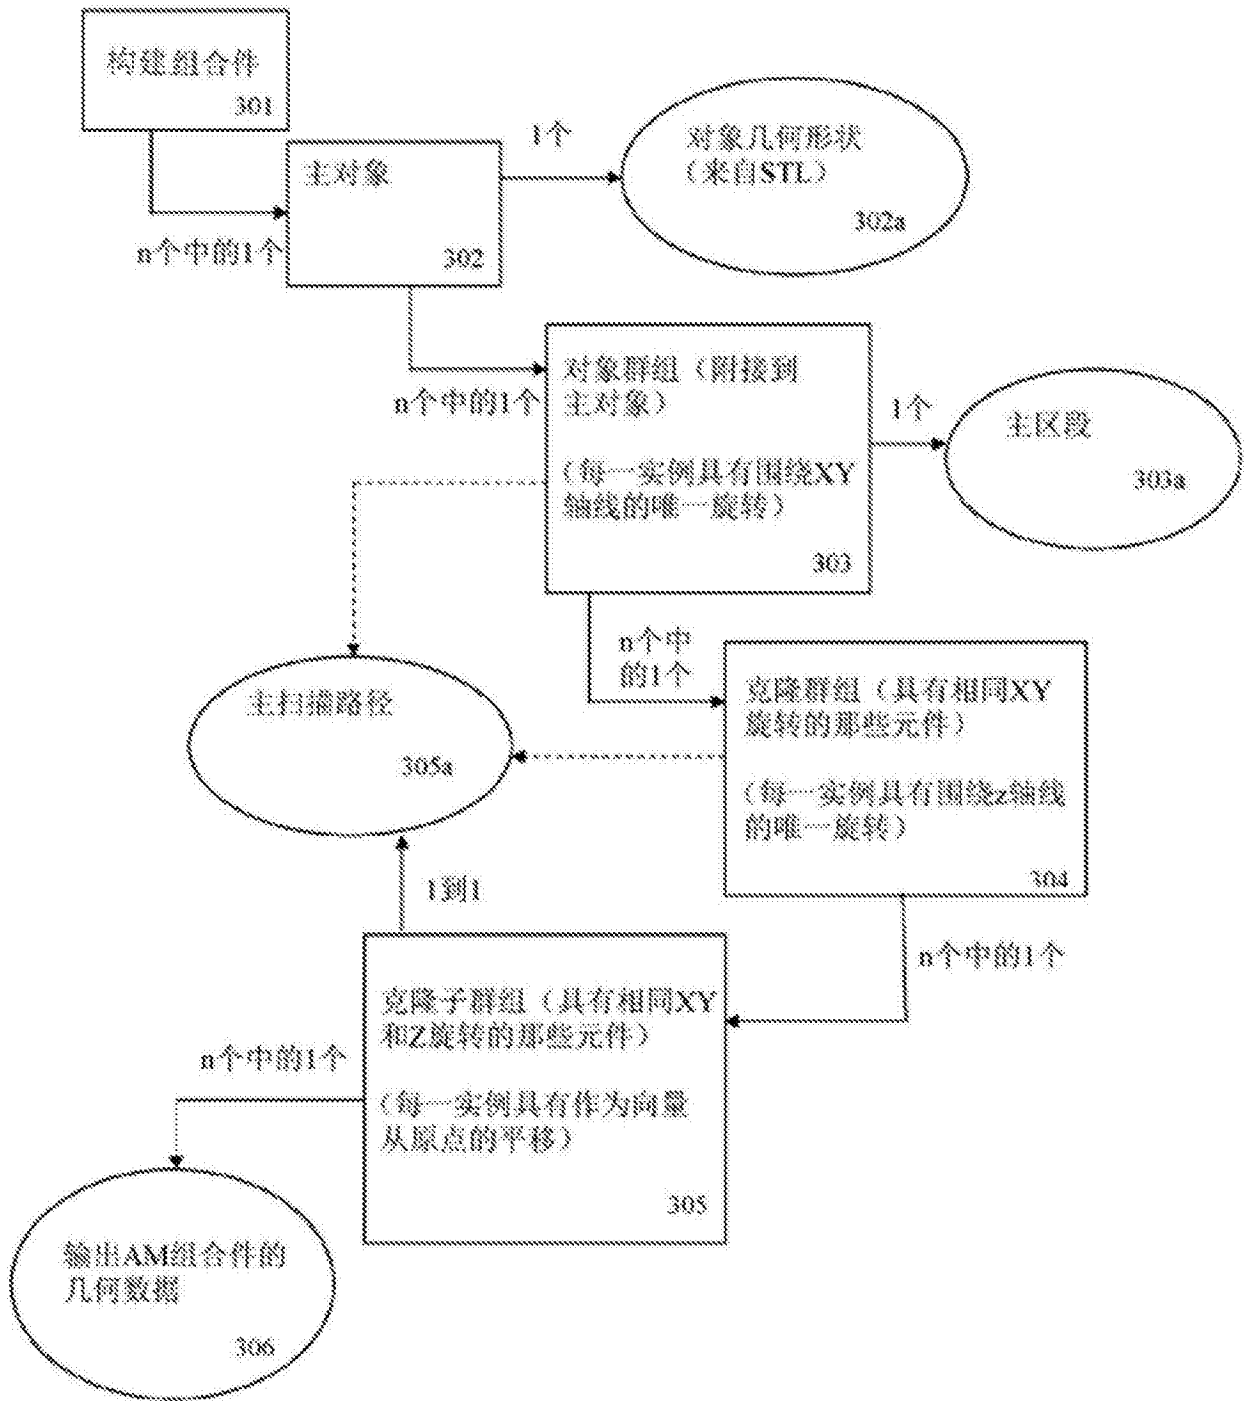 构建组合件
301
1个
对象几何形状
（来自STL）
302a
主对象
302
n个中的1个
对象群组（附接到
主对象）
（每一实例具有围绕XY
轴线的唯一旋转）
303
n个中的1个
1个
主区段
303a
n个中
的1个
克隆群组（具有相同XY
旋转的那些元件）
（每一实例具有围绕z轴线
的唯一旋转）
304
主扫描路径
305a
1到1
n个中的1个
克隆子群组（具有相同XY
和Z旋转的那些元件）
（每一实例具有作为向量
从原点的平移）
305
n个中的1个
输出AM组合件的
几何数据
306